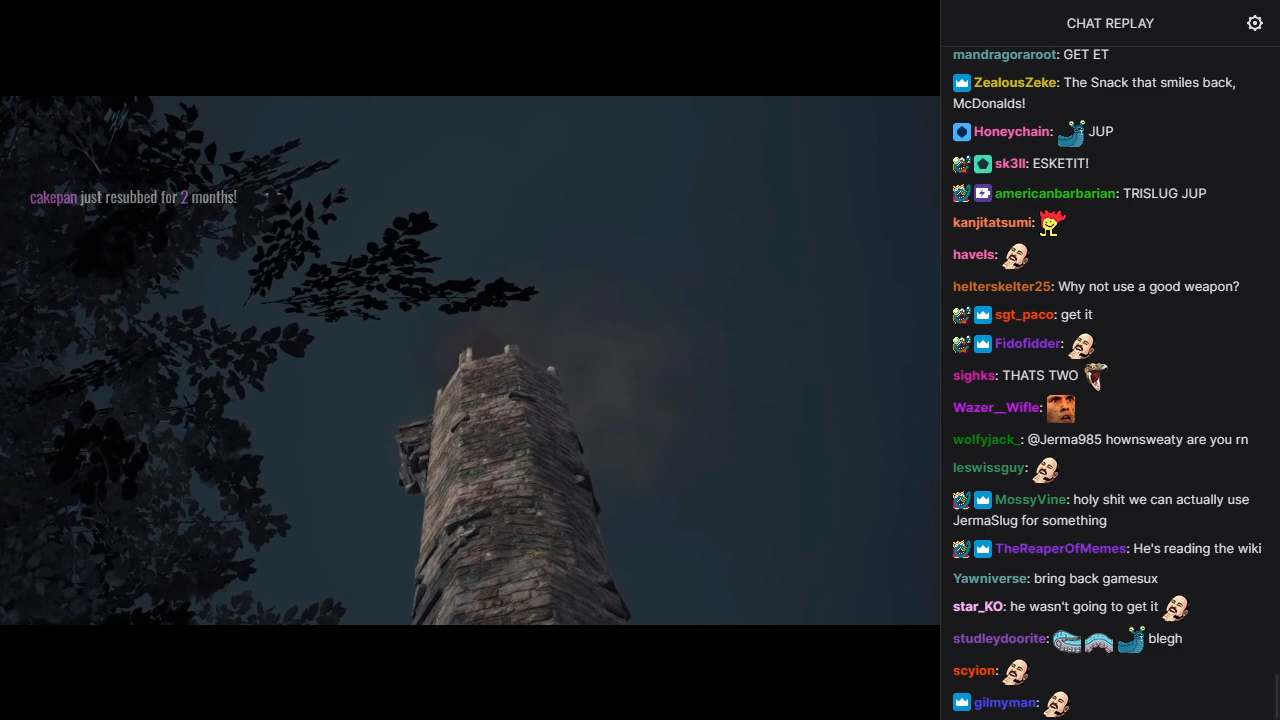 cakepan just resubbed for 2 months!
CHAT REPLAY
mandragoraroot: GET ET
ZealousZeke: The Snack that smiles back,
McDonalds!
Honeychain: JUP
sk3ll: ESKETIT!
americanbarbarian: TRISLUG JUP
kanjitatsumi:
havels:
helterskelter25: Why not use a good weapon?
sgt_paco: get it
Fidofidder:
sighks: THATS TWO
Wazer__Wifle:
wolfyjack_: @Jerma985 hownsweaty are you rn
leswissguy:
MossyVine: holy shit we can actually use
JermaSlug for something
TheReaperOfMemes: He's reading the wiki
Yawniverse: bring back gamesux
star_KO: he wasn't going to get it
studleydoorite: blegh
scyion:
gilmyman: